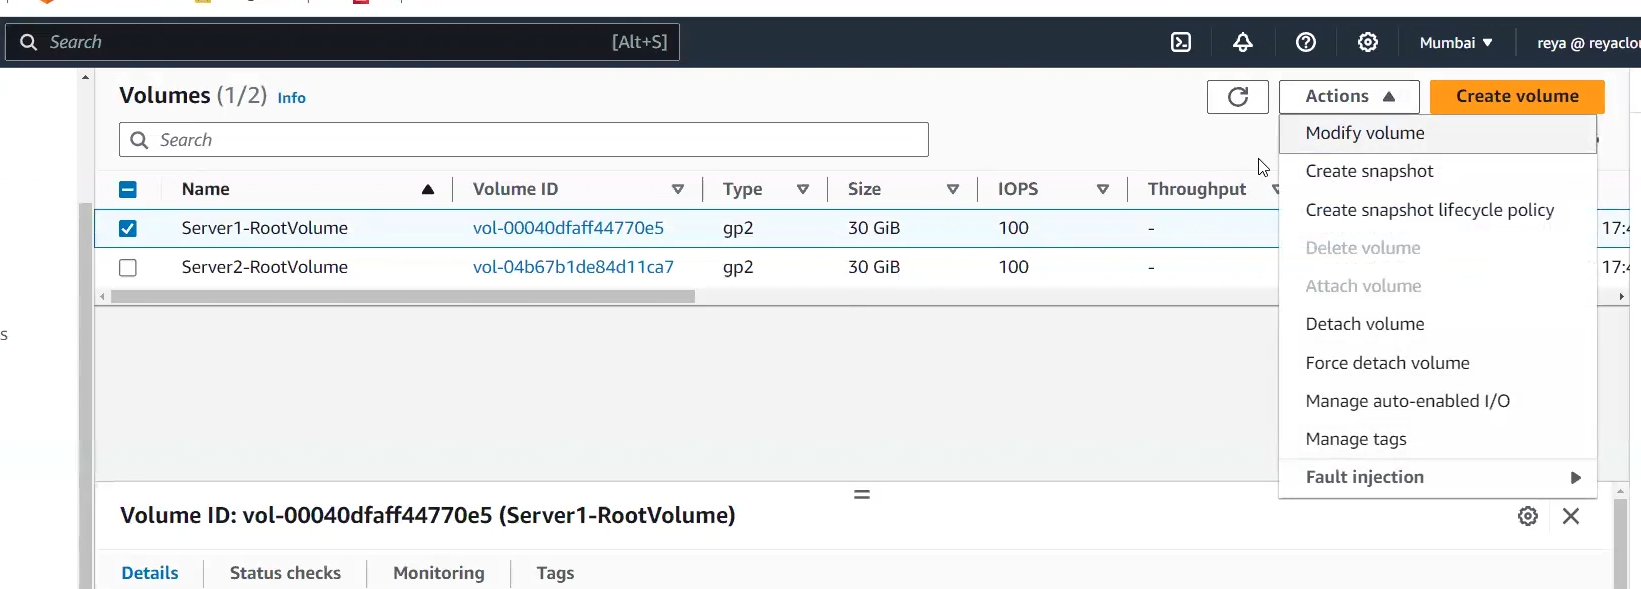 Search [Alt+S] Mumbai reya @ reyaclou
Volumes (1/2) Info Actions Create volume
Search
Modify volume
Create snapshot
Create snapshot lifecycle policy
Delete volume
Attach volume
Detach volume
Force detach volume
Manage auto-enabled I/O
Manage tags
Fault injection
Name Volume ID Type Size IOPS Throughput
Server1-RootVolume vol-00040dfaff44770e5 gp2 30 GiB 100 -
Server2-RootVolume vol-04b67b1de84d11ca7 gp2 30 GiB 100 -
s
Volume ID: vol-00040dfaff44770e5 (Server1-RootVolume)
Details Status checks Monitoring Tags